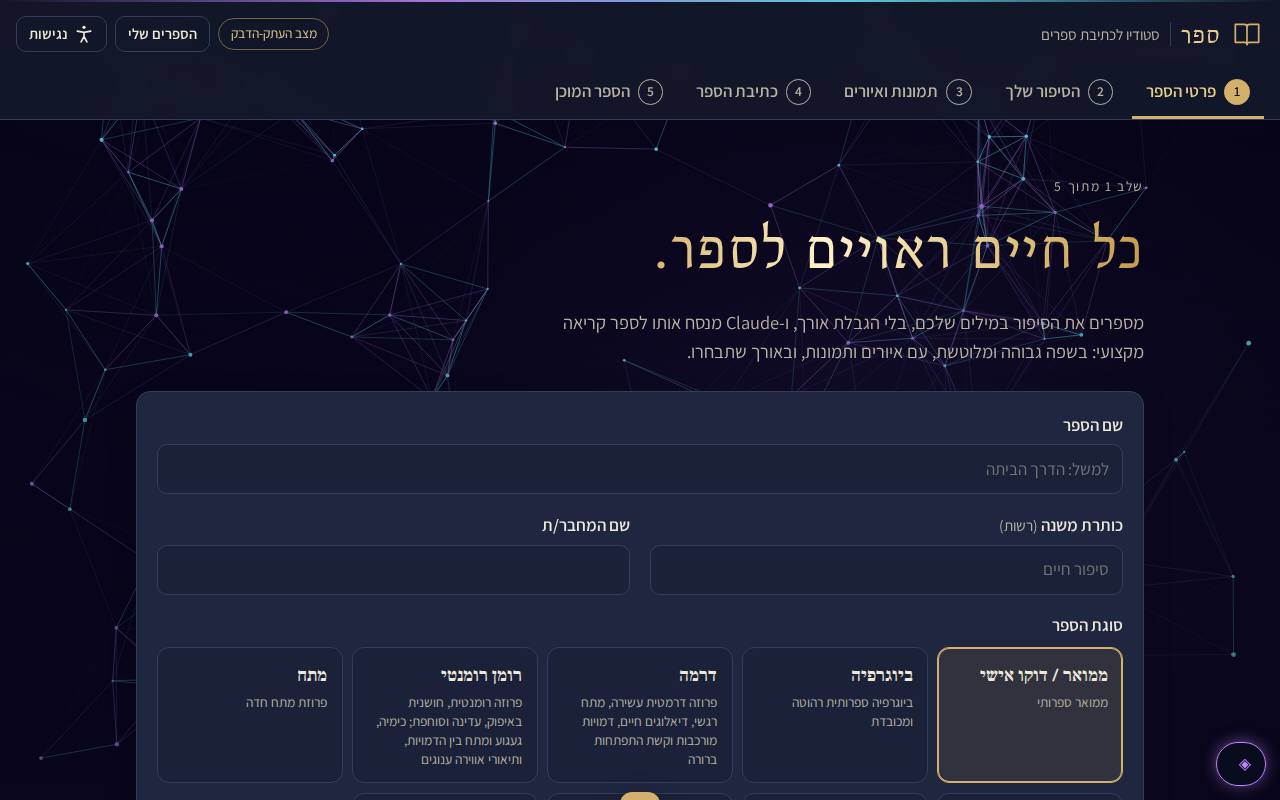 ספר
סטודיו לכתיבת ספרים
מצב העתק-הדבק
הספרים שלי
נגישות
1 פרטי הספר
2 הסיפור שלך
3 תמונות ואיורים
4 כתיבת הספר
5 הספר המוכן
שלב 1 מתוך 5
כל חיים ראויים לספר.
מספרים את הסיפור במילים שלכם, בלי הגבלת אורך, ו-Claude מנסח אותו לספר קריאה
מקצועי: בשפה גבוהה ומלוטשת, עם איורים ותמונות, ובאורך שתבחרו.
שם הספר
למשל: הדרך הביתה
כותרת משנה (רשות)
סיפור חיים
שם המחבר/ת
סוגת הספר
ממואר / דוקו אישי
ממואר ספרותי
ביוגרפיה
ביוגרפיה ספרותית רהוטה
ומכובדת
דרמה
פרוזה דרמטית עשירה, מתח
רגשי, דיאלוגים חיים, דמויות
מורכבות וקשת התפתחות
ברורה
רומן רומנטי
פרוזה רומנטית, חושנית
באיפוק, עדינה וסוחפת; כימיה,
געגוע ומתח בין הדמויות,
ותיאורי אווירה ענוגים
מתח
פרוזת מתח חדה